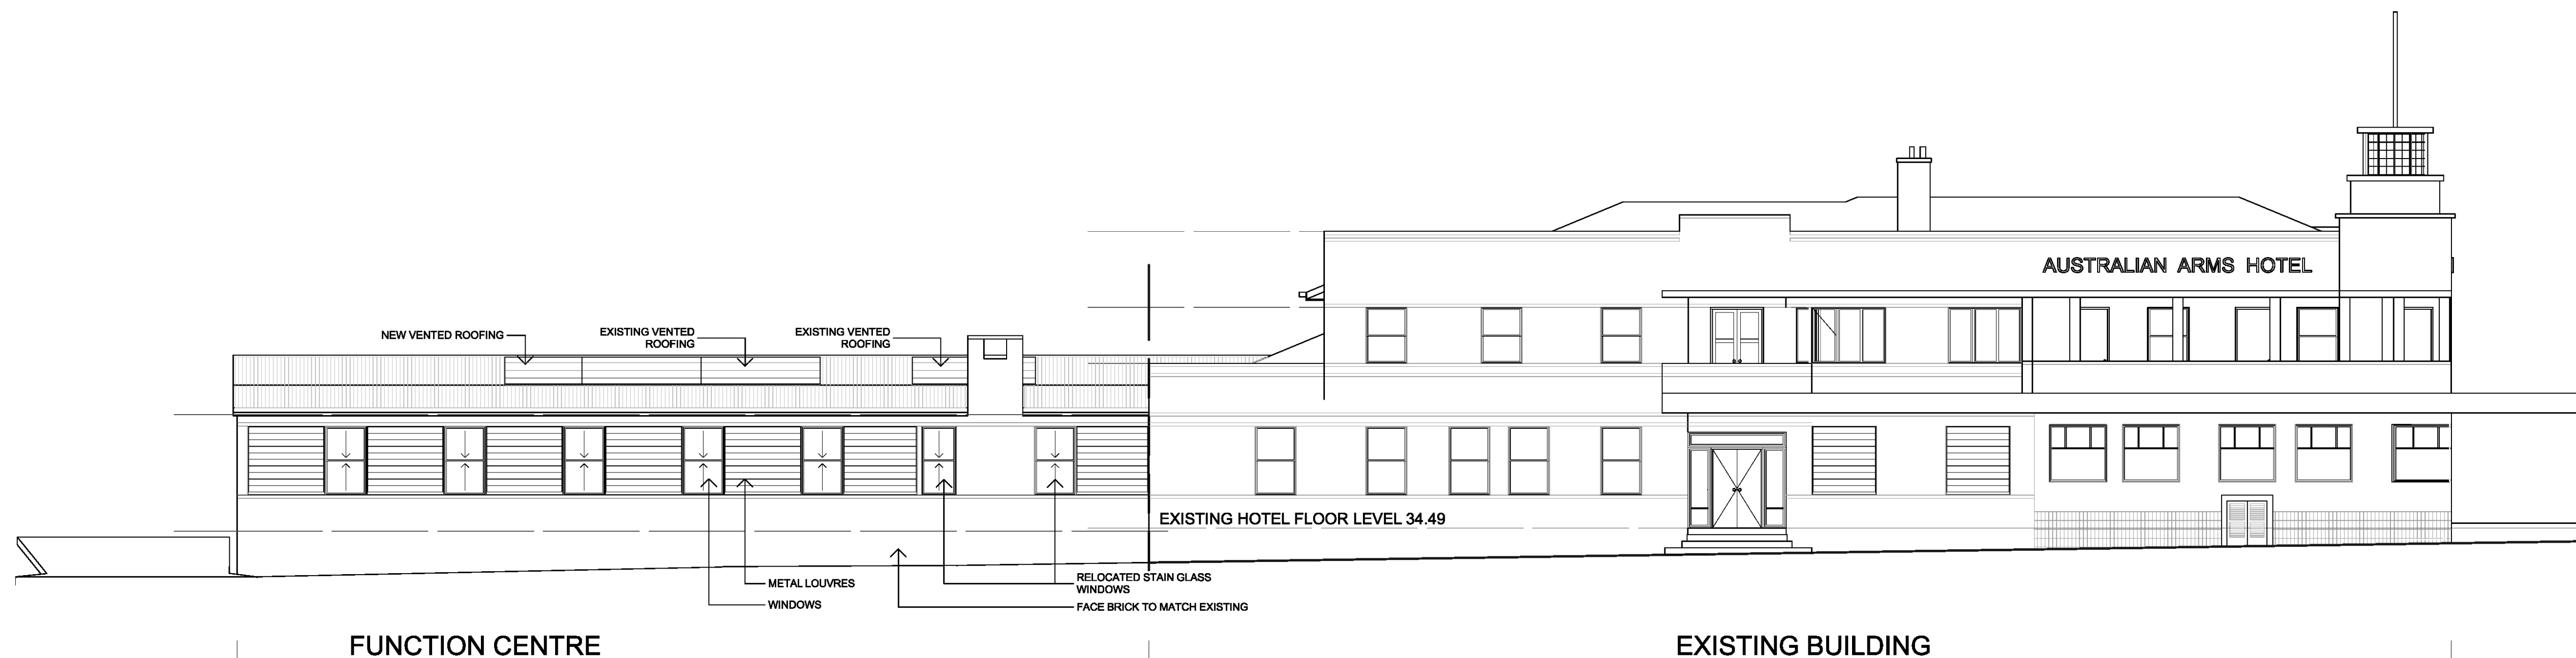 AUSTRALIAN ARMS HOTEL
NEW VENTED ROOFING
EXISTING VENTED
ROOFING
EXISTING VENTED
ROOFING
EXISTING HOTEL FLOOR LEVEL 34.49
METAL LOUVRES
WINDOWS
RELOCATED STAIN GLASS
WINDOWS
FACE BRICK TO MATCH EXISTING
FUNCTION CENTRE
EXISTING BUILDING